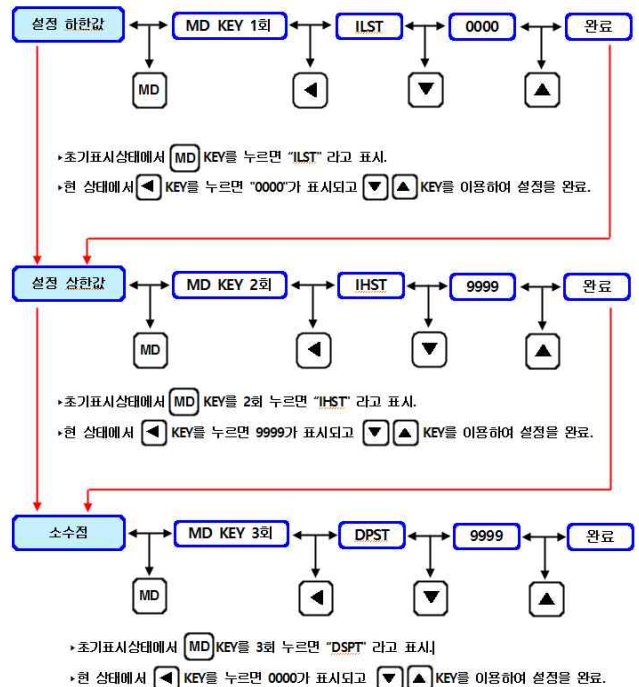 설정 하한값 MD KEY 1회 ILST 0000 완료
MD ◀ ▼ ▲
▸초기표시상태에서 MD KEY를 누르면 "ILST" 라고 표시.
▸현 상태에서 ◀ KEY를 누르면 "0000"가 표시되고 ▼ ▲ KEY를 이용하여 설정을 완료.
설정 상한값 MD KEY 2회 IHST 9999 완료
MD ◀ ▼ ▲
▸초기표시상태에서 MD KEY를 2회 누르면 "IHST" 라고 표시.
▸현 상태에서 ◀ KEY를 누르면 9999가 표시되고 ▼ ▲ KEY를 이용하여 설정을 완료.
소수점 MD KEY 3회 DPST 9999 완료
MD ◀ ▼ ▲
▸초기표시상태에서 MD KEY를 3회 누르면 "DSPT" 라고 표시.
▸현 상태에서 ◀ KEY를 누르면 0000가 표시되고 ▼ ▲ KEY를 이용하여 설정을 완료.